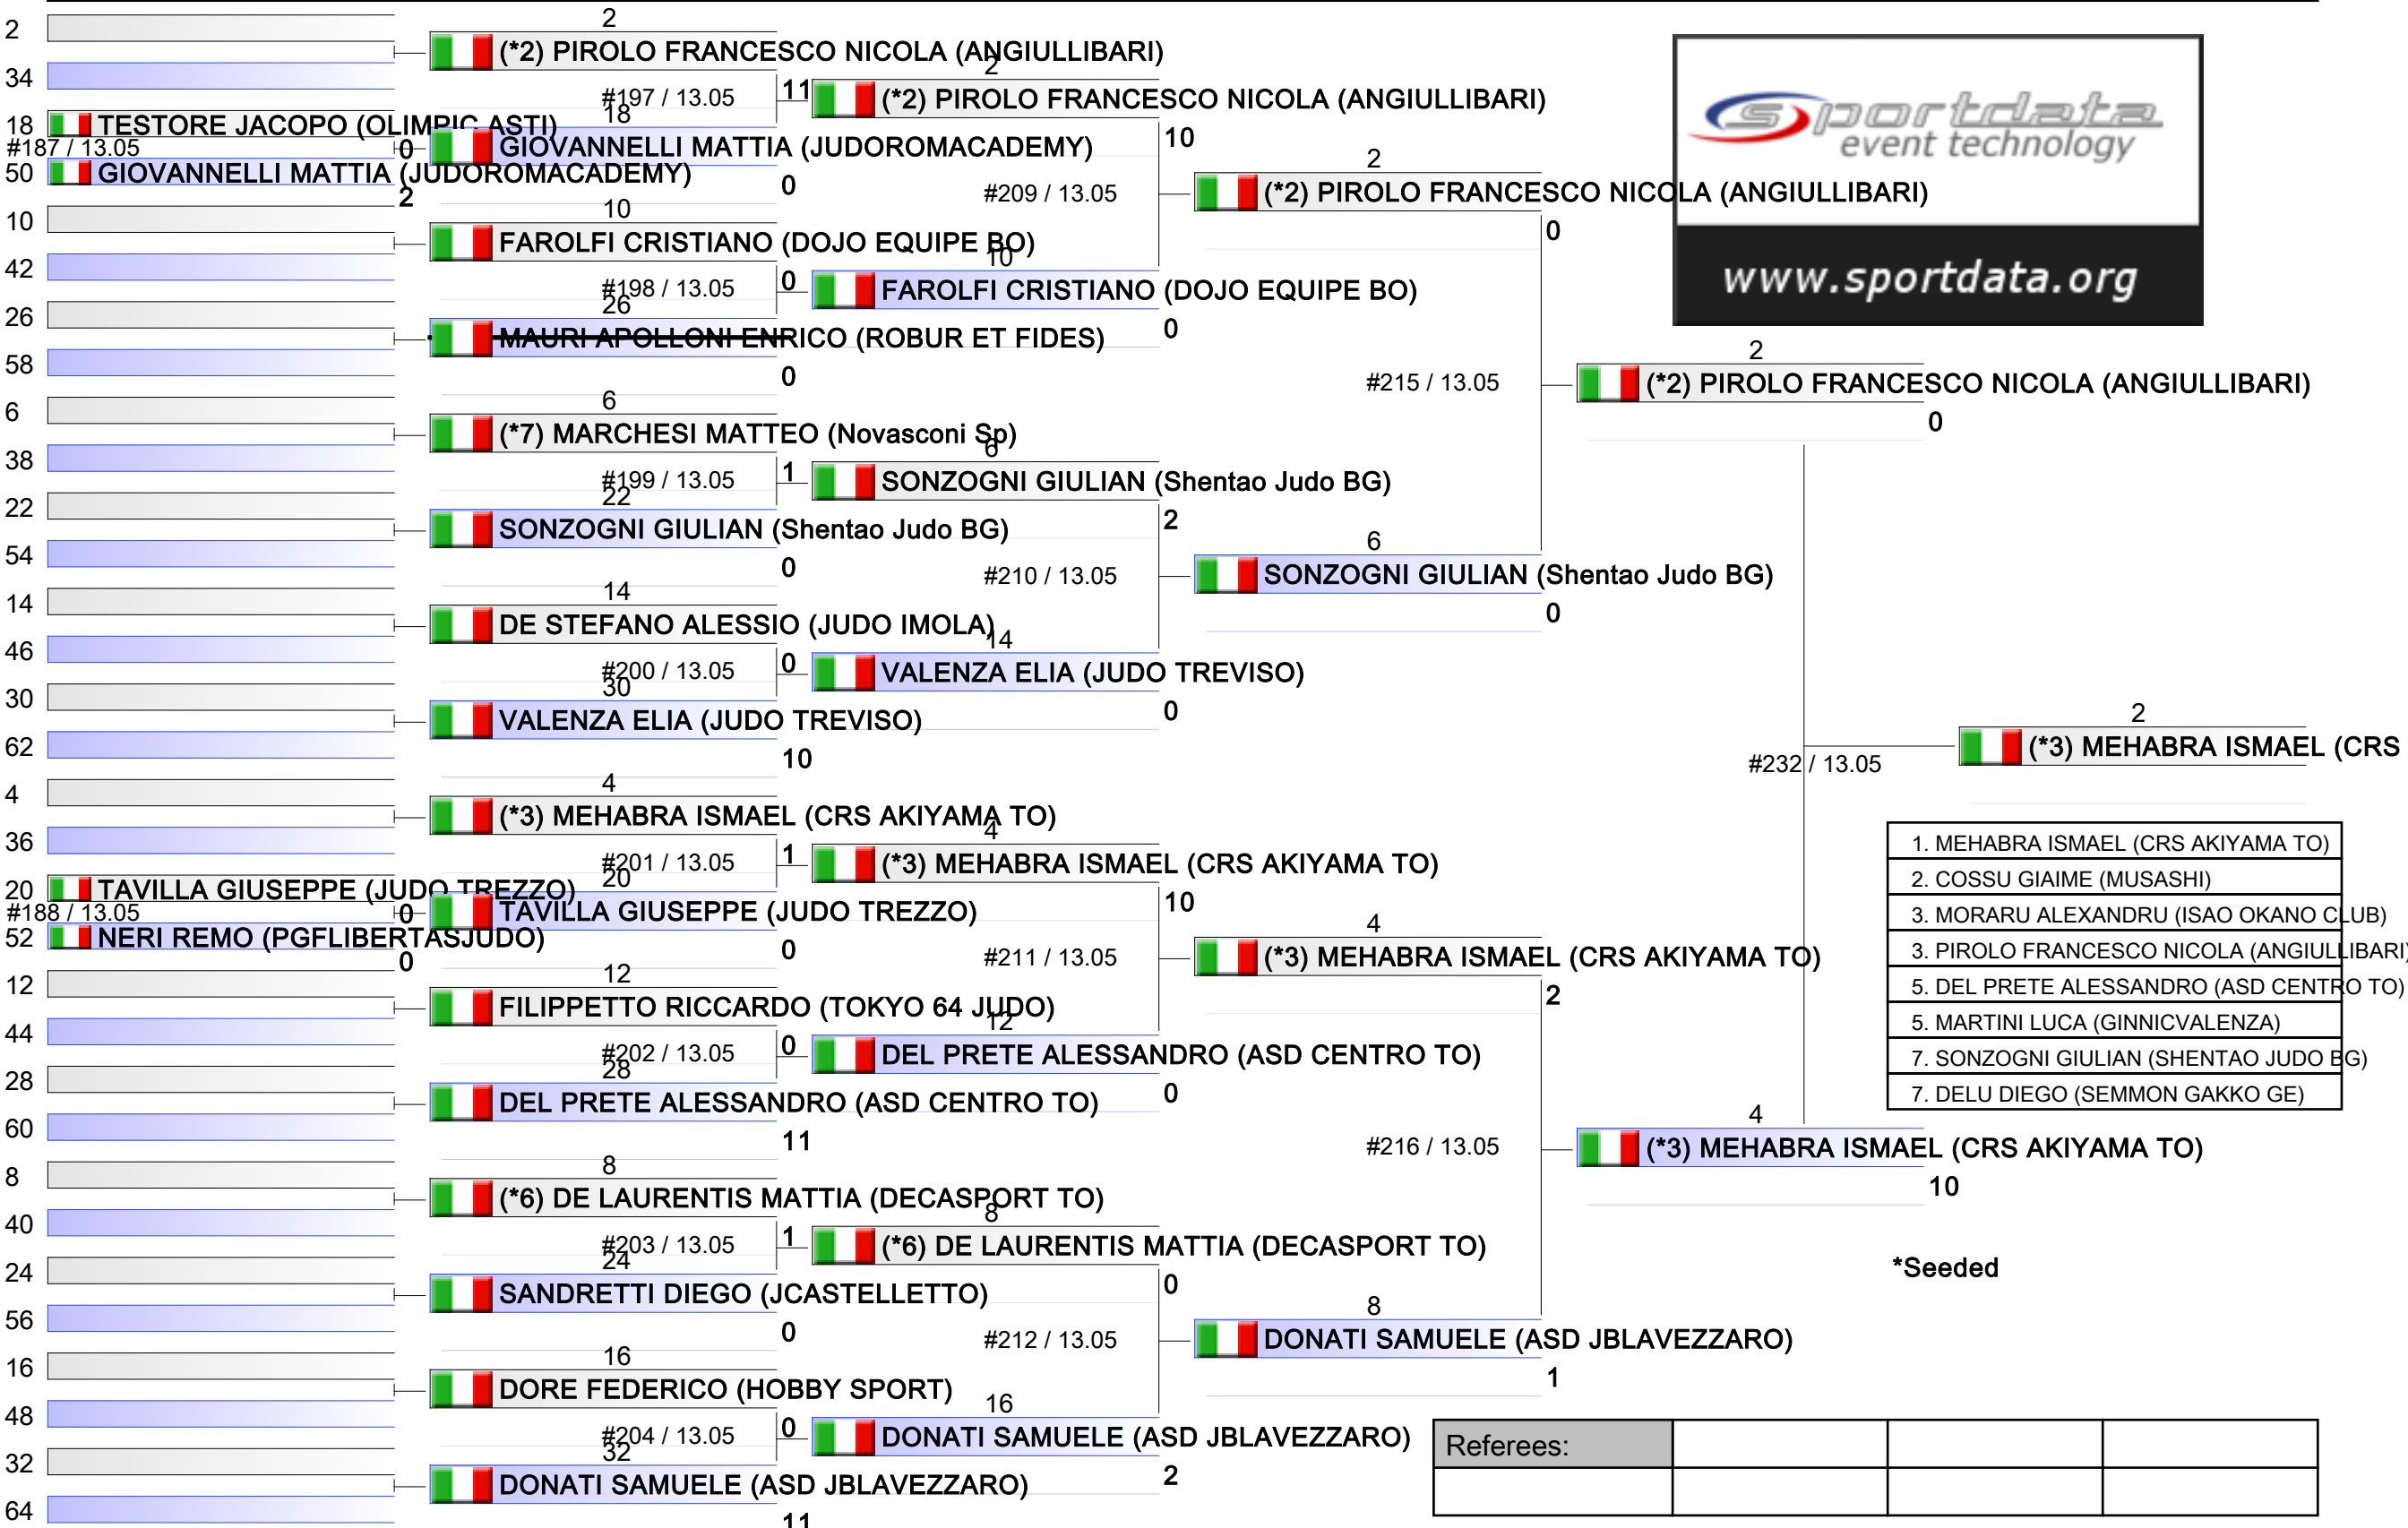 2
34
18 TESTORE JACOPO (OLIMPIC ASTI)
#187 / 13.05 0
50 GIOVANNELLI MATTIA (JUDOROMACADEMY)
2
10
42
26
58
6
38
22
54
14
46
30
62
4
36
20 TAVILLA GIUSEPPE (JUDO TREZZO)
#188 / 13.05 0
52 NERI REMO (PGFLIBERTASJUDO)
0
12
44
28
60
8
40
24
56
16
48
32
64
2
(*2) PIROLO FRANCESCO NICOLA (ANGIULLIBARI)
11
#197 / 13.05
18
GIOVANNELLI MATTIA (JUDOROMACADEMY)
0
10
FAROLFI CRISTIANO (DOJO EQUIPE BO)
0
#198 / 13.05
26
MAURI APOLLONI ENRICO (ROBUR ET FIDES)
0
6
(*7) MARCHESI MATTEO (Novasconi Sp)
1
#199 / 13.05
22
SONZOGNI GIULIAN (Shentao Judo BG)
0
14
DE STEFANO ALESSIO (JUDO IMOLA)
0
#200 / 13.05
30
VALENZA ELIA (JUDO TREVISO)
10
4
(*3) MEHABRA ISMAEL (CRS AKIYAMA TO)
1
#201 / 13.05
20
TAVILLA GIUSEPPE (JUDO TREZZO)
0
12
FILIPPETTO RICCARDO (TOKYO 64 JUDO)
0
#202 / 13.05
28
DEL PRETE ALESSANDRO (ASD CENTRO TO)
11
8
(*6) DE LAURENTIS MATTIA (DECASPORT TO)
1
#203 / 13.05
24
SANDRETTI DIEGO (JCASTELLETTO)
0
16
DORE FEDERICO (HOBBY SPORT)
0
#204 / 13.05
32
DONATI SAMUELE (ASD JBLAVEZZARO)
11
2
(*2) PIROLO FRANCESCO NICOLA (ANGIULLIBARI)
10
#209 / 13.05
10
FAROLFI CRISTIANO (DOJO EQUIPE BO)
0
6
SONZOGNI GIULIAN (Shentao Judo BG)
2
#210 / 13.05
14
VALENZA ELIA (JUDO TREVISO)
0
4
(*3) MEHABRA ISMAEL (CRS AKIYAMA TO)
10
#211 / 13.05
12
DEL PRETE ALESSANDRO (ASD CENTRO TO)
0
8
(*6) DE LAURENTIS MATTIA (DECASPORT TO)
0
#212 / 13.05
16
DONATI SAMUELE (ASD JBLAVEZZARO)
2
2
(*2) PIROLO FRANCESCO NICOLA (ANGIULLIBARI)
0
#215 / 13.05
6
SONZOGNI GIULIAN (Shentao Judo BG)
0
4
(*3) MEHABRA ISMAEL (CRS AKIYAMA TO)
2
#216 / 13.05
8
DONATI SAMUELE (ASD JBLAVEZZARO)
1
sportdata
event technology
www.sportdata.org
2
(*2) PIROLO FRANCESCO NICOLA (ANGIULLIBARI)
0
#232 / 13.05
4
(*3) MEHABRA ISMAEL (CRS AKIYAMA TO)
10
2
(*3) MEHABRA ISMAEL (CRS
1. MEHABRA ISMAEL (CRS AKIYAMA TO)
2. COSSU GIAIME (MUSASHI)
3. MORARU ALEXANDRU (ISAO OKANO CLUB)
3. PIROLO FRANCESCO NICOLA (ANGIULLIBARI)
5. DEL PRETE ALESSANDRO (ASD CENTRO TO)
5. MARTINI LUCA (GINNICVALENZA)
7. SONZOGNI GIULIAN (SHENTAO JUDO BG)
7. DELU DIEGO (SEMMON GAKKO GE)
*Seeded
Referees: